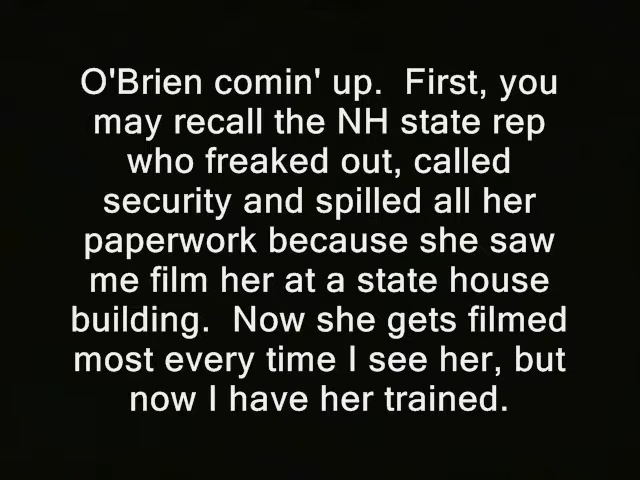 O'Brien comin' up.  First, you
may recall the NH state rep
who freaked out, called
security and spilled all her
paperwork because she saw
me film her at a state house
building.  Now she gets filmed
most every time I see her, but
now I have her trained.